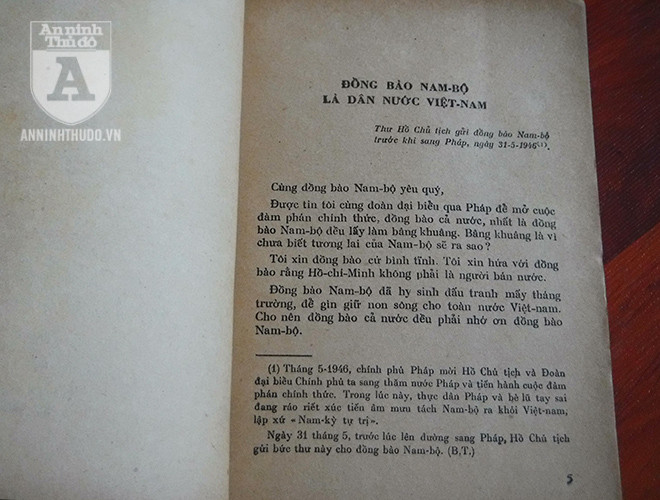 An ninh
Thủ đô
A
ANNINHTHUDO.VN
ĐỒNG BÀO NAM-BỘ
LÀ DÂN NƯỚC VIỆT-NAM
Thư Hồ Chủ tịch gửi đồng bào Nam-bộ
trước khi sang Pháp, ngày 31-5-1946(1).
Cùng đồng bào Nam-bộ yêu quý,
Được tin tôi cùng đoàn đại biểu qua Pháp để mở cuộc
đàm phán chính thức, đồng bào cả nước, nhất là đồng
bào Nam-bộ đều lấy làm bâng khuâng. Bâng khuâng là vì
chưa biết tương lai của Nam-bộ sẽ ra sao?
Tôi xin đồng bào cứ bình tĩnh. Tôi xin hứa với đồng
bào rằng Hồ-chí-Minh không phải là người bán nước.
Đồng bào Nam-bộ đã hy sinh đấu tranh mấy tháng
trường, để gìn giữ non sông cho toàn nước Việt-nam.
Cho nên đồng bào cả nước đều phải nhớ ơn đồng bào
Nam-bộ.
(1) Tháng 5-1946, chính phủ Pháp mời Hồ Chủ tịch và Đoàn
đại biểu Chính phủ ta sang thăm nước Pháp và tiến hành cuộc đàm
phán chính thức. Trong lúc này, thực dân Pháp và bè lũ tay sai
đang ráo riết xúc tiến âm mưu tách Nam-bộ ra khỏi Việt-nam,
lập xứ « Nam-kỳ tự trị ».
Ngày 31 tháng 5, trước lúc lên đường sang Pháp, Hồ Chủ tịch
gửi bức thư này cho đồng bào Nam-bộ. (B.T.)
5